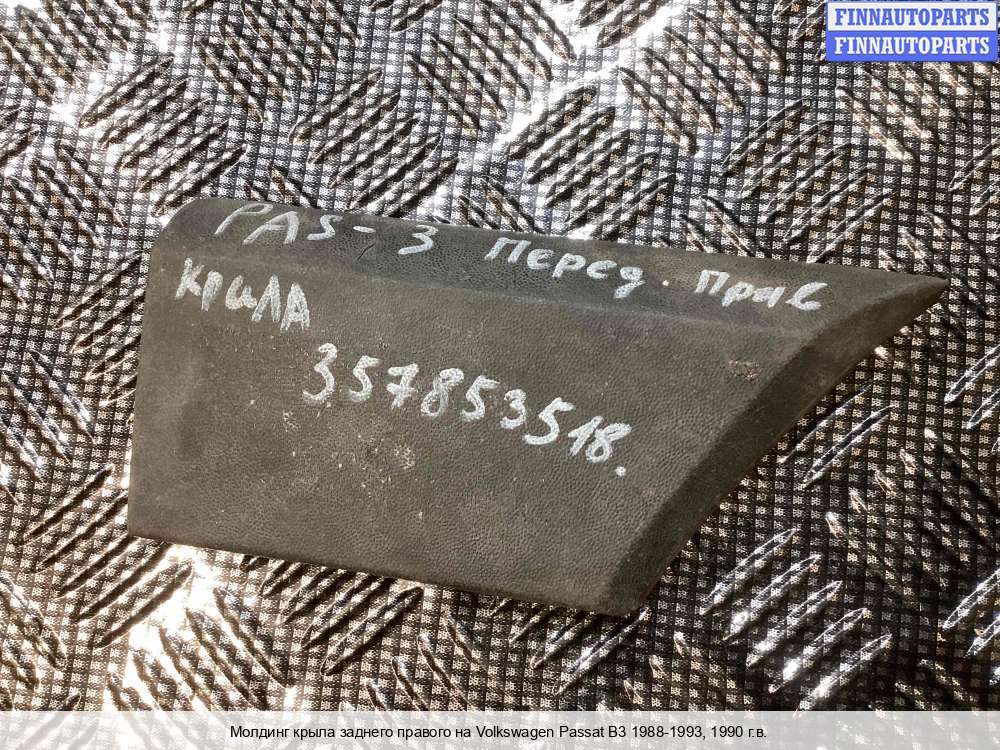 FINNAUTOPARTS
FINNAUTOPARTS
PAS-3 Перед. Прав
крыла
357853518.
Молдинг крыла заднего правого на Volkswagen Passat B3 1988-1993, 1990 г.в.